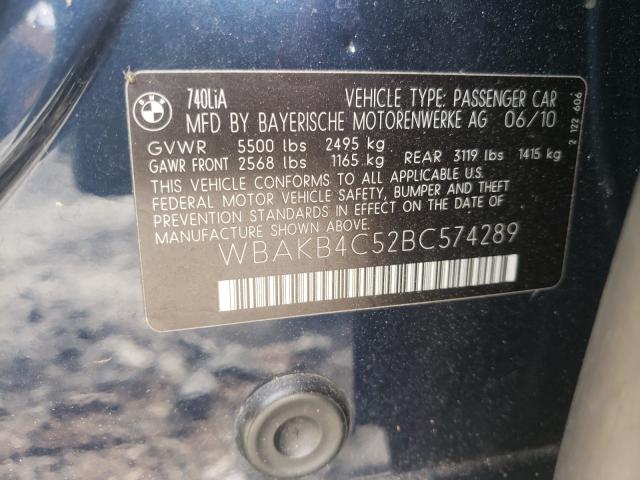 BMW
740LiA VEHICLE TYPE: PASSENGER CAR
MFD BY BAYERISCHE MOTORENWERKE AG 06/10
GVWR 5500 lbs 2495 kg
GAWR FRONT 2568 lbs 1165 kg REAR 3119 lbs 1415 kg
THIS VEHICLE CONFORMS TO ALL APPLICABLE U.S.
FEDERAL MOTOR VEHICLE SAFETY, BUMPER AND THEFT
PREVENTION STANDARDS IN EFFECT ON THE DATE OF
MANUFACTURE SHOWN ABOVE.
WBAKB4C52BC574289
2 122 606